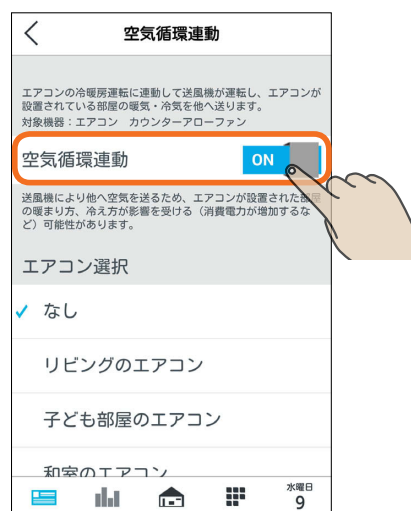 空気循環連動
エアコンの冷暖房運転に連動して送風機が運転し、エアコンが
設置されている部屋の暖気・冷気を他へ送ります。
対象機器：エアコン　カウンターアローファン
空気循環連動
ON
送風機により他へ空気を送るため、エアコンが設置された部屋
の暖まり方、冷え方が影響を受ける（消費電力が増加するな
ど）可能性があります。
エアコン選択
なし
リビングのエアコン
子ども部屋のエアコン
和室のエアコン
水曜日
9